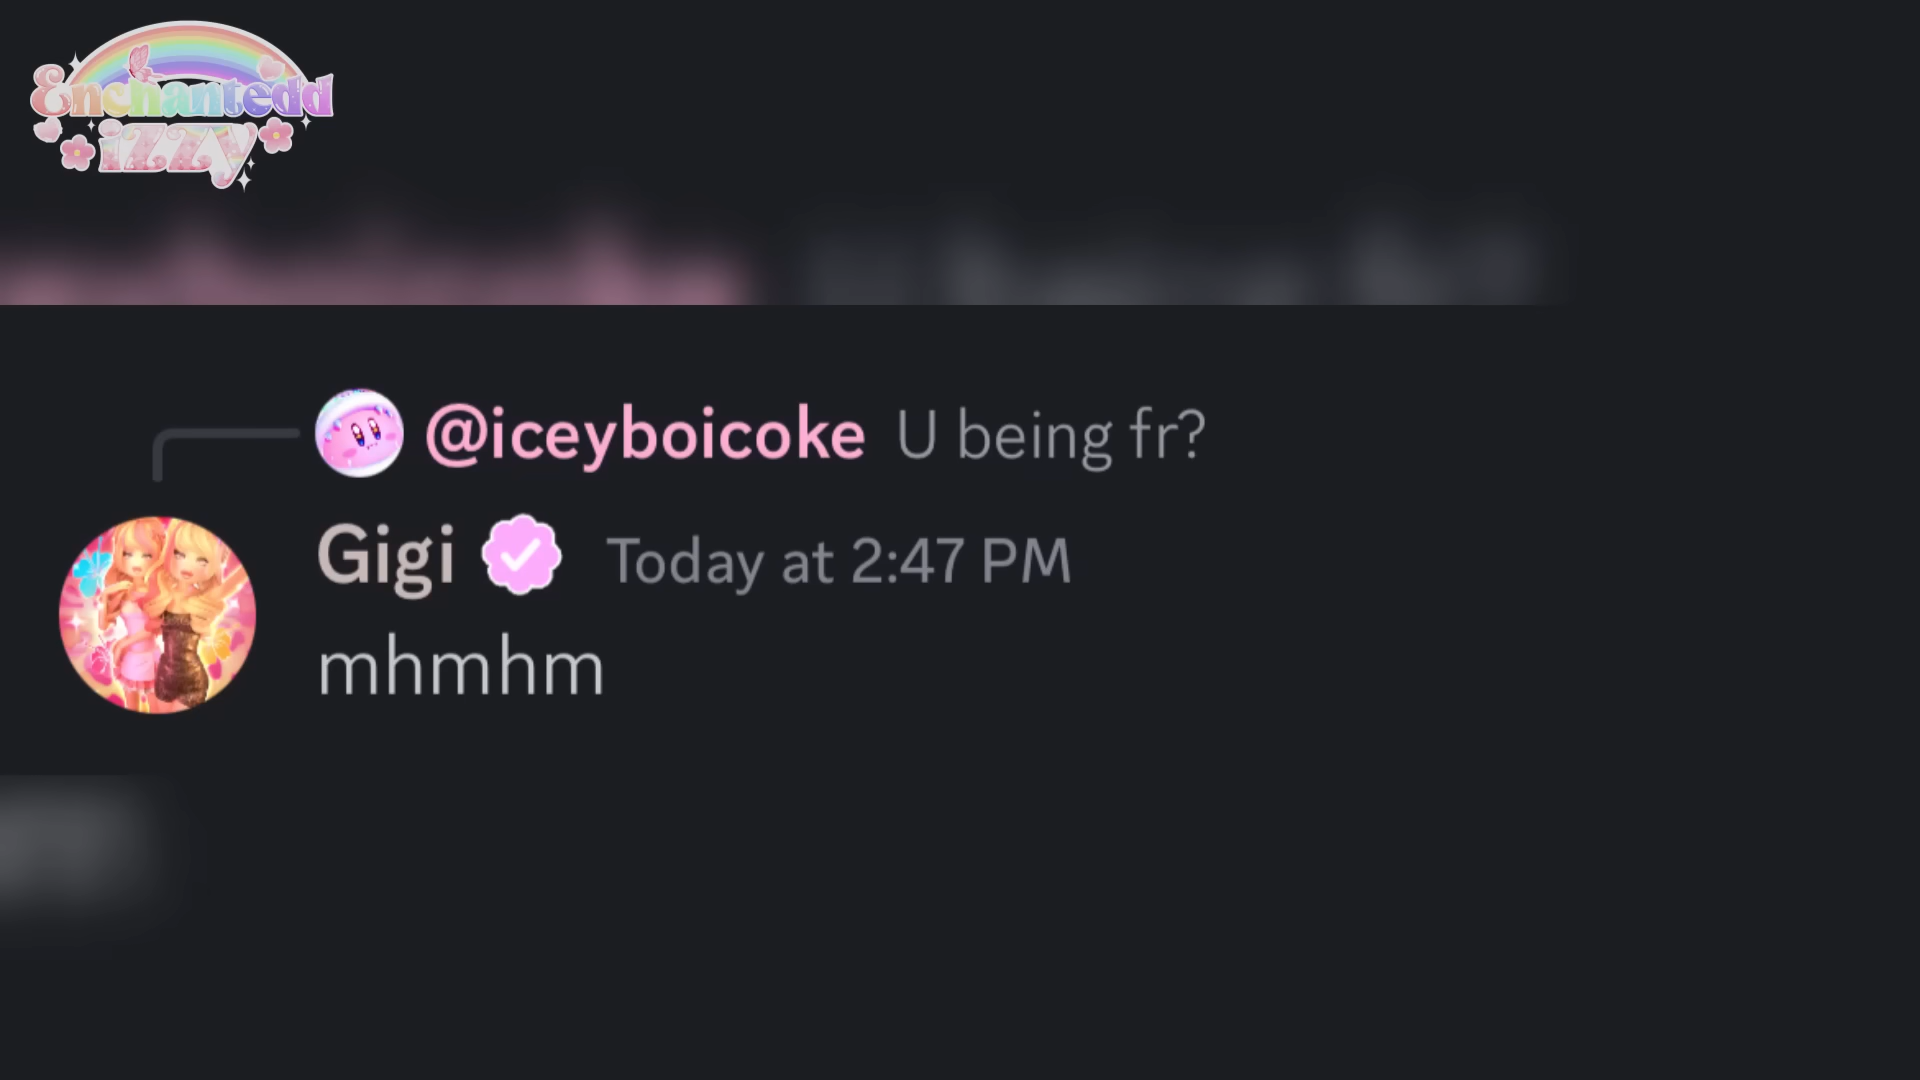 Enchantedd
izzy
@iceyboicoke U being fr?
Gigi Today at 2:47 PM
mhmhm